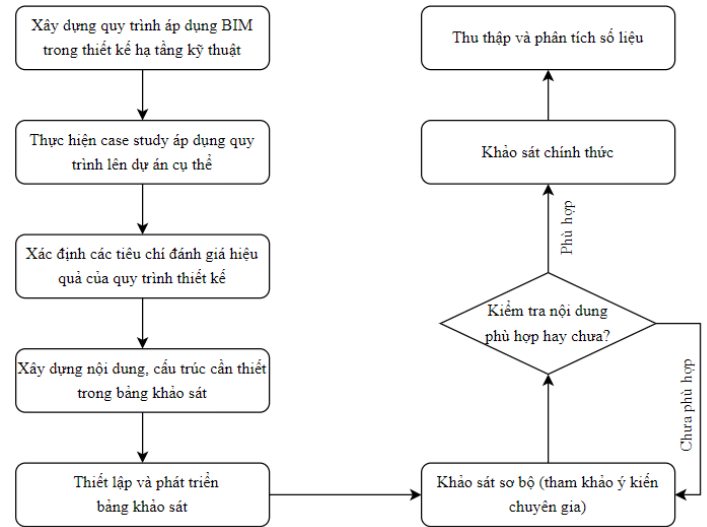 Xây dựng quy trình áp dụng BIM
trong thiết kế hạ tầng kỹ thuật
Thực hiện case study áp dụng quy
trình lên dự án cụ thể
Xác định các tiêu chí đánh giá hiệu
quả của quy trình thiết kế
Xây dựng nội dung, cấu trúc cần thiết
trong bảng khảo sát
Thiết lập và phát triển
bảng khảo sát
Khảo sát sơ bộ (tham khảo ý kiến
chuyên gia)
Kiểm tra nội dung
phù hợp hay chưa?
Chưa phù hợp
Phù hợp
Khảo sát chính thức
Thu thập và phân tích số liệu